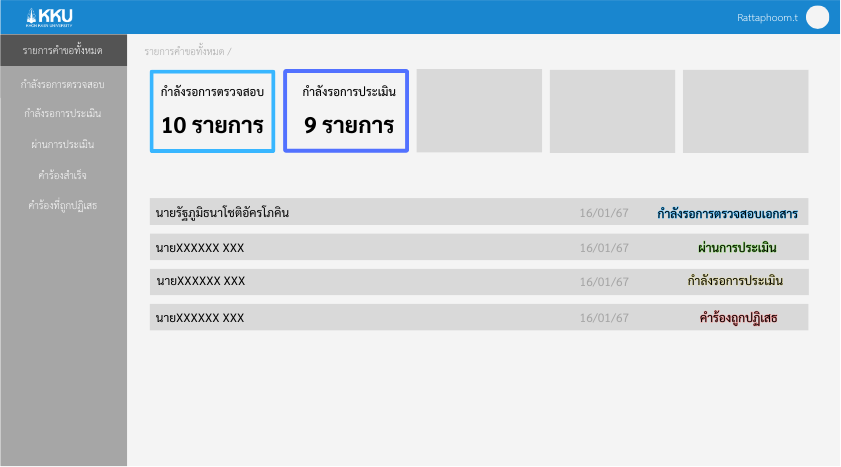 KKU
KHON KAEN UNIVERSITY
Rattaphoom.t
รายการคำขอทั้งหมด
กำลังรอการตรวจสอบ
กำลังรอการประเมิน
ผ่านการประเมิน
คำร้องสำเร็จ
คำร้องที่ถูกปฏิเสธ
รายการคำขอทั้งหมด /
กำลังรอการตรวจสอบ
10 รายการ
กำลังรอการประเมิน
9 รายการ
นายรัฐภูมิธนาโชติอัครโภคิน 16/01/67 กำลังรอการตรวจสอบเอกสาร
นายXXXXXX XXX 16/01/67 ผ่านการประเมิน
นายXXXXXX XXX 16/01/67 กำลังรอการประเมิน
นายXXXXXX XXX 16/01/67 คำร้องถูกปฏิเสธ